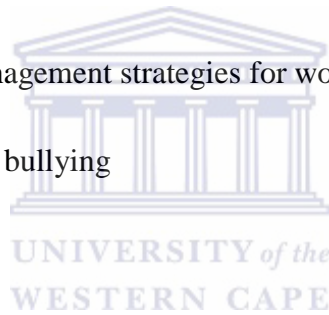 nagement strategies for wo
bullying
UNIVERSITY of the
WESTERN CAPE